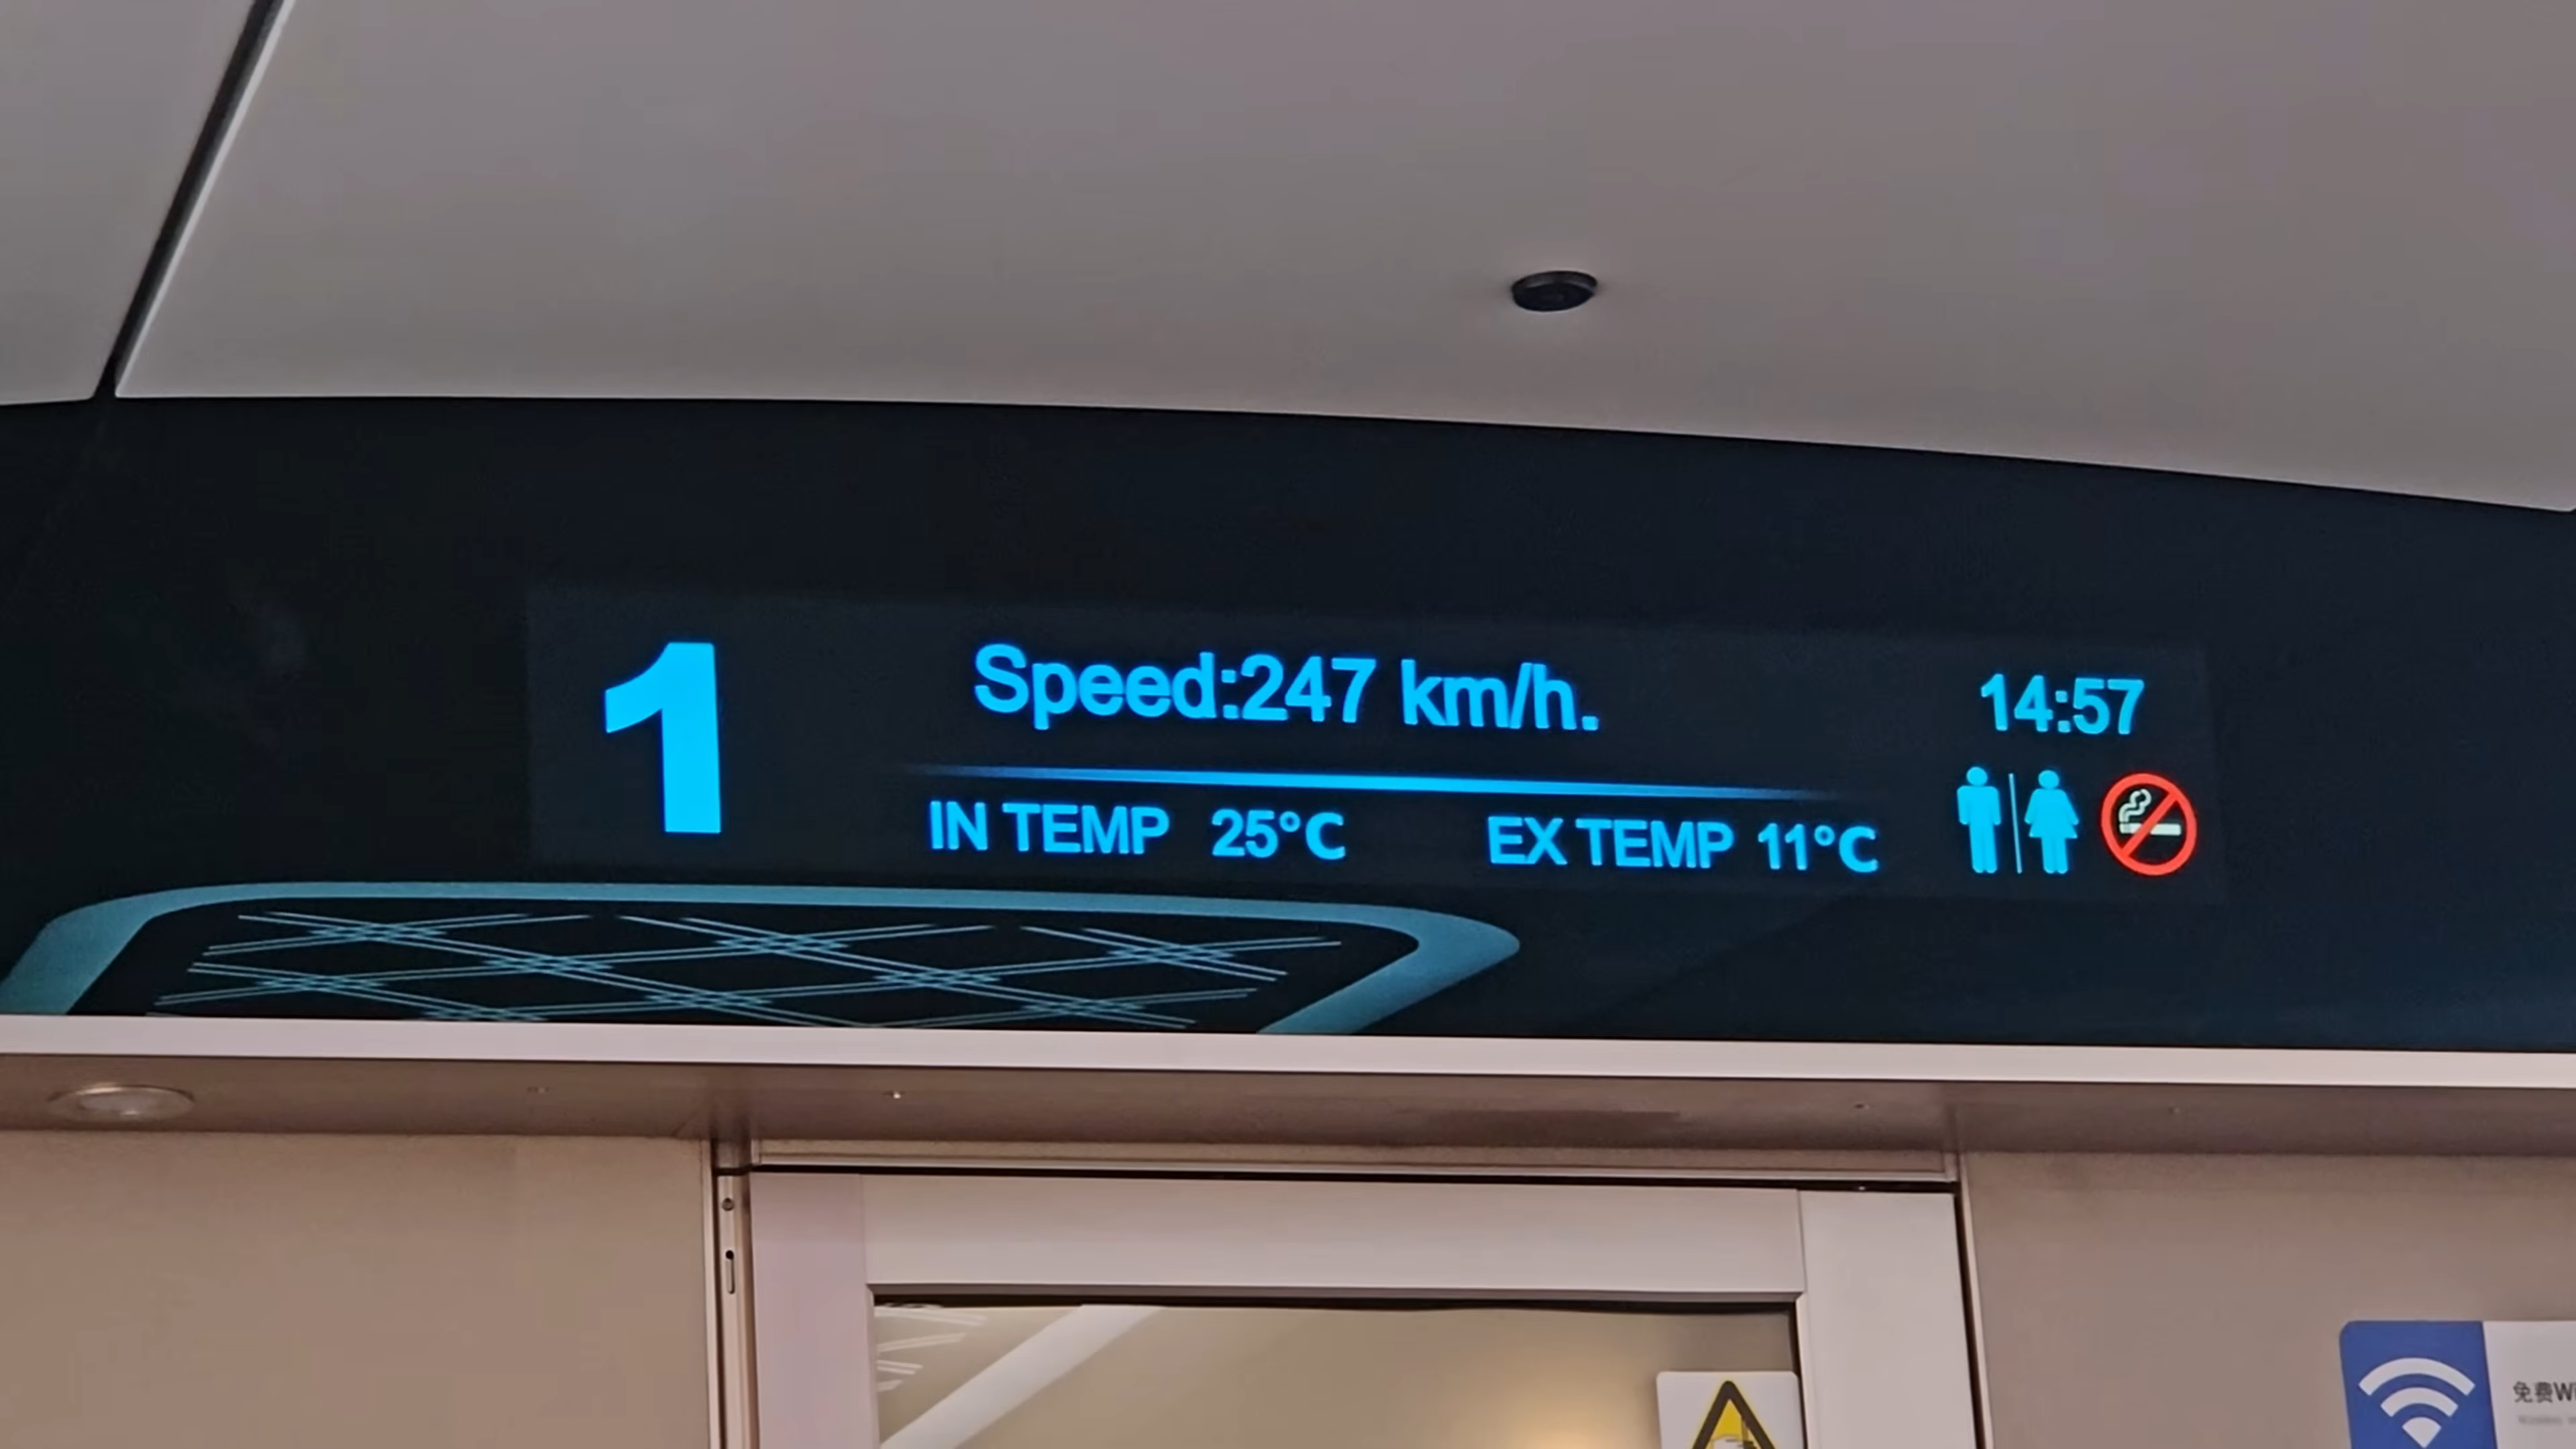 1
Speed:247 km/h.
14:57
IN TEMP 25°C
EX TEMP 11°C
免费Wi